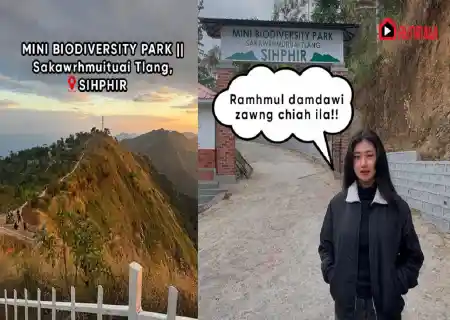 MINI BIODIVERSITY PARK ||
Sakawrhmuituai Tlang,
SIHPHIR
MINI BIODIVERSITY PARK
SAKAWRHMUITUAI TLANG
SIHPHIR
Ramhmul damdawi
zawng chiah ila!!